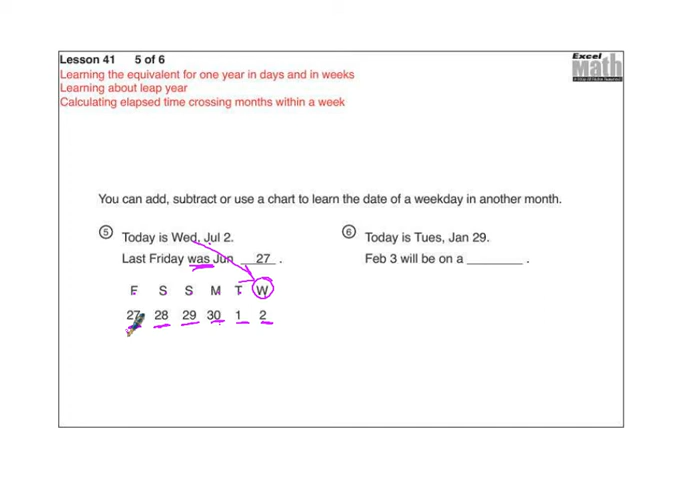 Lesson 41 5 of 6
Excel
Math
Learning the equivalent for one year in days and in weeks
Learning about leap year
Calculating elapsed time crossing months within a week
You can add, subtract or use a chart to learn the date of a weekday in another month.
5 Today is Wed, Jul 2.
Last Friday was Jun __27__ .
F S S M T W
27 28 29 30 1 2
6 Today is Tues, Jan 29.
Feb 3 will be on a ________ .